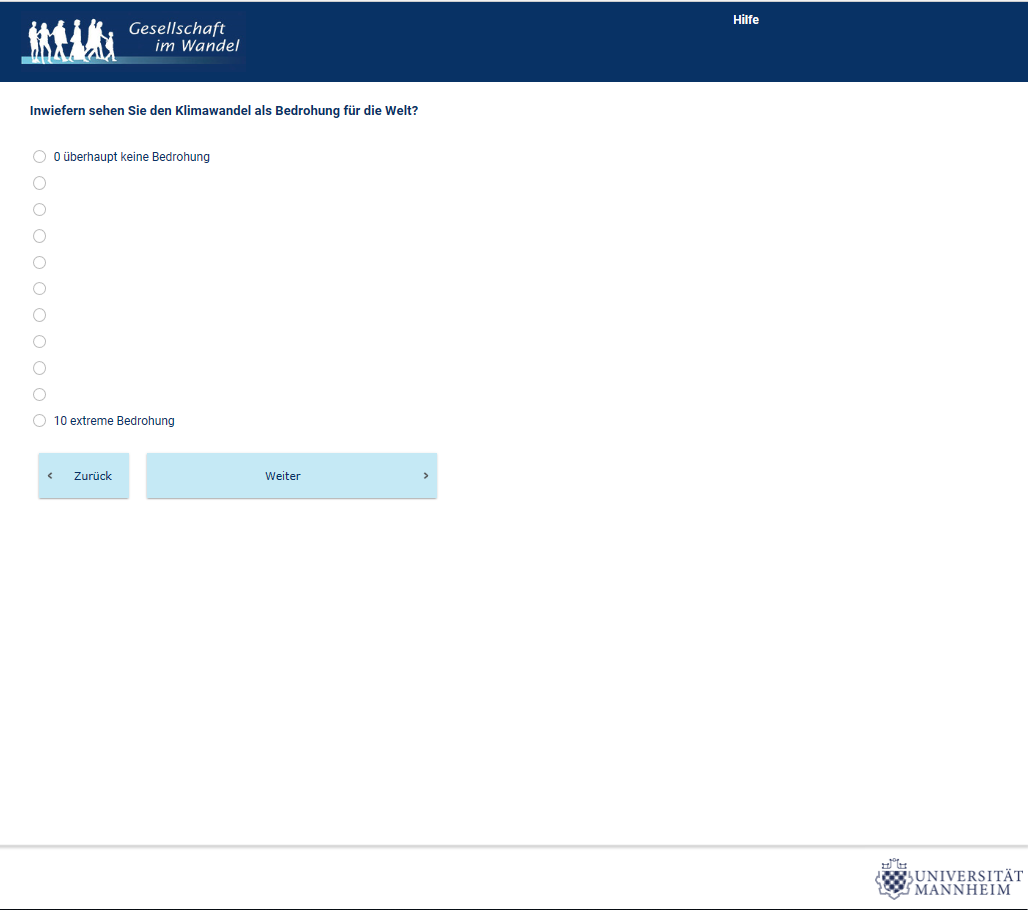 Gesellschaft
im Wandel
Hilfe
Inwiefern sehen Sie den Klimawandel als Bedrohung für die Welt?
0 überhaupt keine Bedrohung
10 extreme Bedrohung
Zurück
Weiter
UNIVERSITÄT
MANNHEIM